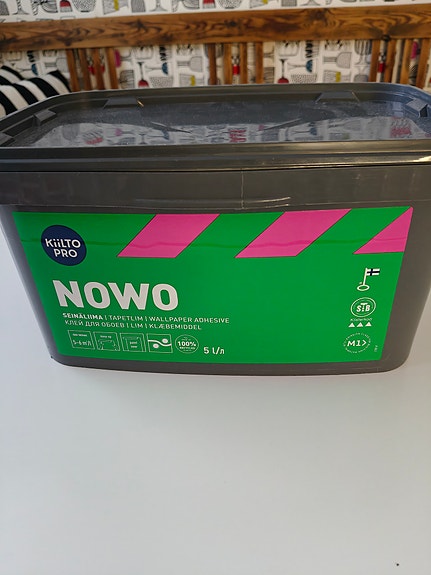 KiiLTO
PRO
NOWO
SEINÄLIIMA | TAPETLIM | WALLPAPER ADHESIVE
КЛЕЙ ДЛЯ ОБОЕВ | LIM | KLÆBEMIDDEL
100%
5 l/л
M1